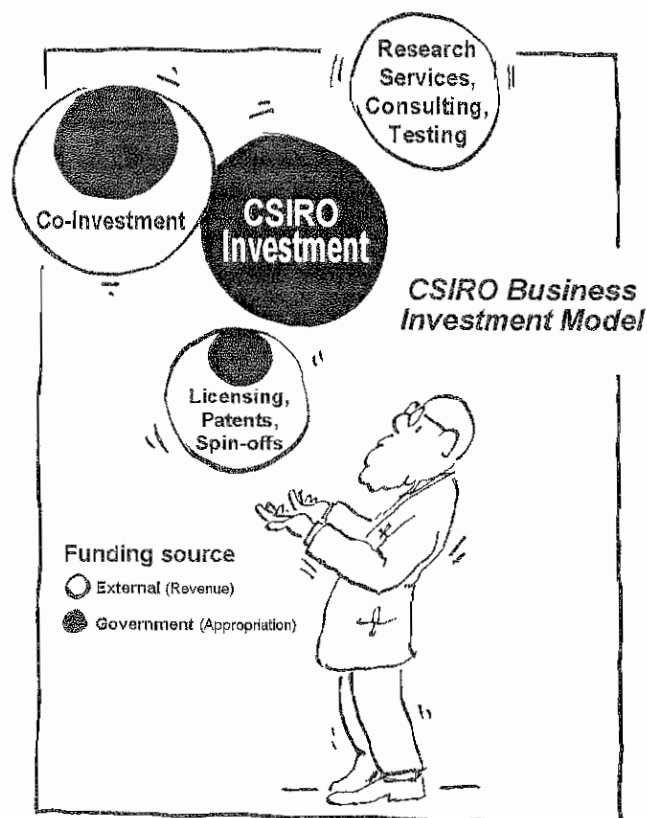 Research
Services,
Consulting,
Testing
Co-Investment
CSIRO
Investment
CSIRO Business
Investment Model
Licensing,
Patents,
Spin-offs
Funding source
External (Revenue)
Government (Appropriation)